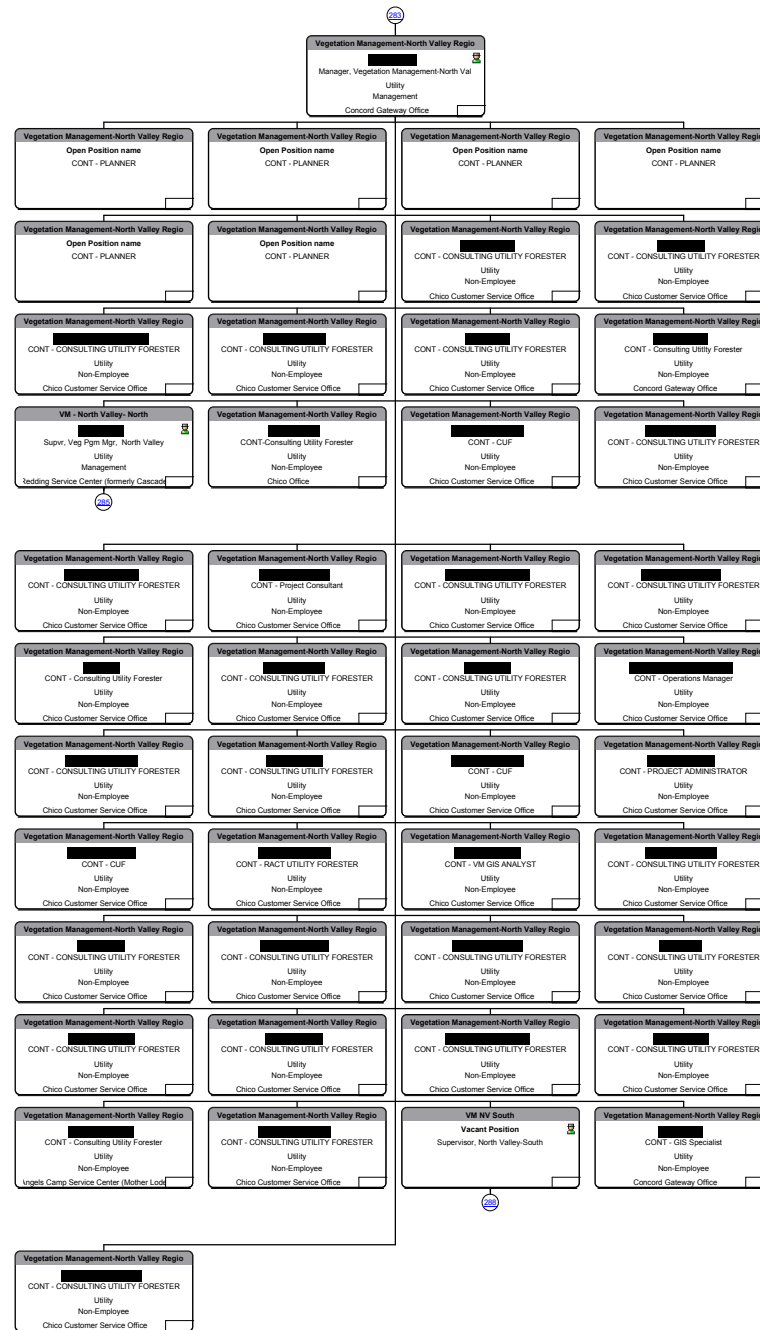 283
Vegetation Management-North Valley Regio
Manager, Vegetation Management-North Val
Utility
Management
Concord Gateway Office
Vegetation Management-North Valley Regio
Open Position name
CONT - PLANNER
Vegetation Management-North Valley Regio
Open Position name
CONT - PLANNER
Vegetation Management-North Valley Regio
Open Position name
CONT - PLANNER
Vegetation Management-North Valley Regio
Open Position name
CONT - PLANNER
Vegetation Management-North Valley Regio
Open Position name
CONT - PLANNER
Vegetation Management-North Valley Regio
Open Position name
CONT - PLANNER
Vegetation Management-North Valley Regio
CONT - CONSULTING UTILITY FORESTER
Utility
Non-Employee
Chico Customer Service Office
Vegetation Management-North Valley Regio
CONT - CONSULTING UTILITY FORESTER
Utility
Non-Employee
Chico Customer Service Office
Vegetation Management-North Valley Regio
CONT - CONSULTING UTILITY FORESTER
Utility
Non-Employee
Chico Customer Service Office
Vegetation Management-North Valley Regio
CONT - CONSULTING UTILITY FORESTER
Utility
Non-Employee
Chico Customer Service Office
Vegetation Management-North Valley Regio
CONT - CONSULTING UTILITY FORESTER
Utility
Non-Employee
Chico Customer Service Office
Vegetation Management-North Valley Regio
CONT - Consulting Utitlty Forester
Utility
Non-Employee
Concord Gateway Office
VM - North Valley- North
Supvr, Veg Pgm Mgr, North Valley
Utility
Management
Redding Service Center (formerly Cascade
285
Vegetation Management-North Valley Regio
CONT-Consulting Utility Forester
Utility
Non-Employee
Chico Office
Vegetation Management-North Valley Regio
CONT - CUF
Utility
Non-Employee
Chico Customer Service Office
Vegetation Management-North Valley Regio
CONT - CONSULTING UTILITY FORESTER
Utility
Non-Employee
Chico Customer Service Office
Vegetation Management-North Valley Regio
CONT - CONSULTING UTILITY FORESTER
Utility
Non-Employee
Chico Customer Service Office
Vegetation Management-North Valley Regio
CONT - Project Consultant
Utility
Non-Employee
Chico Customer Service Office
Vegetation Management-North Valley Regio
CONT - CONSULTING UTILITY FORESTER
Utility
Non-Employee
Chico Customer Service Office
Vegetation Management-North Valley Regio
CONT - CONSULTING UTILITY FORESTER
Utility
Non-Employee
Chico Customer Service Office
Vegetation Management-North Valley Regio
CONT - Consulting Utility Forester
Utility
Non-Employee
Chico Customer Service Office
Vegetation Management-North Valley Regio
CONT - CONSULTING UTILITY FORESTER
Utility
Non-Employee
Chico Customer Service Office
Vegetation Management-North Valley Regio
CONT - CONSULTING UTILITY FORESTER
Utility
Non-Employee
Chico Customer Service Office
Vegetation Management-North Valley Regio
CONT - Operations Manager
Utility
Non-Employee
Chico Customer Service Office
Vegetation Management-North Valley Regio
CONT - CONSULTING UTILITY FORESTER
Utility
Non-Employee
Chico Customer Service Office
Vegetation Management-North Valley Regio
CONT - CONSULTING UTILITY FORESTER
Utility
Non-Employee
Chico Customer Service Office
Vegetation Management-North Valley Regio
CONT - CUF
Utility
Non-Employee
Chico Customer Service Office
Vegetation Management-North Valley Regio
CONT - PROJECT ADMINISTRATOR
Utility
Non-Employee
Chico Customer Service Office
Vegetation Management-North Valley Regio
CONT - CUF
Utility
Non-Employee
Chico Customer Service Office
Vegetation Management-North Valley Regio
CONT - RACT UTILITY FORESTER
Utility
Non-Employee
Chico Customer Service Office
Vegetation Management-North Valley Regio
CONT - VM GIS ANALYST
Utility
Non-Employee
Chico Customer Service Office
Vegetation Management-North Valley Regio
CONT - CONSULTING UTILITY FORESTER
Utility
Non-Employee
Chico Customer Service Office
Vegetation Management-North Valley Regio
CONT - CONSULTING UTILITY FORESTER
Utility
Non-Employee
Chico Customer Service Office
Vegetation Management-North Valley Regio
CONT - CONSULTING UTILITY FORESTER
Utility
Non-Employee
Chico Customer Service Office
Vegetation Management-North Valley Regio
CONT - CONSULTING UTILITY FORESTER
Utility
Non-Employee
Chico Customer Service Office
Vegetation Management-North Valley Regio
CONT - CONSULTING UTILITY FORESTER
Utility
Non-Employee
Chico Customer Service Office
Vegetation Management-North Valley Regio
CONT - CONSULTING UTILITY FORESTER
Utility
Non-Employee
Chico Customer Service Office
Vegetation Management-North Valley Regio
CONT - CONSULTING UTILITY FORESTER
Utility
Non-Employee
Chico Customer Service Office
Vegetation Management-North Valley Regio
CONT - CONSULTING UTILITY FORESTER
Utility
Non-Employee
Chico Customer Service Office
Vegetation Management-North Valley Regio
CONT - CONSULTING UTILITY FORESTER
Utility
Non-Employee
Chico Customer Service Office
Vegetation Management-North Valley Regio
CONT - Consulting Utility Forester
Utility
Non-Employee
Angels Camp Service Center (Mother Lode
Vegetation Management-North Valley Regio
CONT - CONSULTING UTILITY FORESTER
Utility
Non-Employee
Chico Customer Service Office
VM NV South
Vacant Position
Supervisor, North Valley-South
288
Vegetation Management-North Valley Regio
CONT - GIS Specialist
Utility
Non-Employee
Concord Gateway Office
Vegetation Management-North Valley Regio
CONT - CONSULTING UTILITY FORESTER
Utility
Non-Employee
Chico Customer Service Office